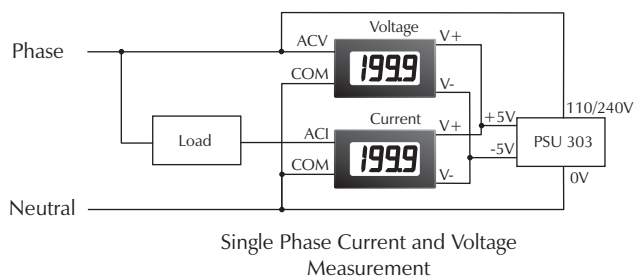 Voltage
Phase
ACV
V+
199.9
COM
V-
110/240V
Current
+5V
Load
ACI
V+
PSU 303
199.9
-5V
COM
V-
0V
Neutral
Single Phase Current and Voltage
Measurement